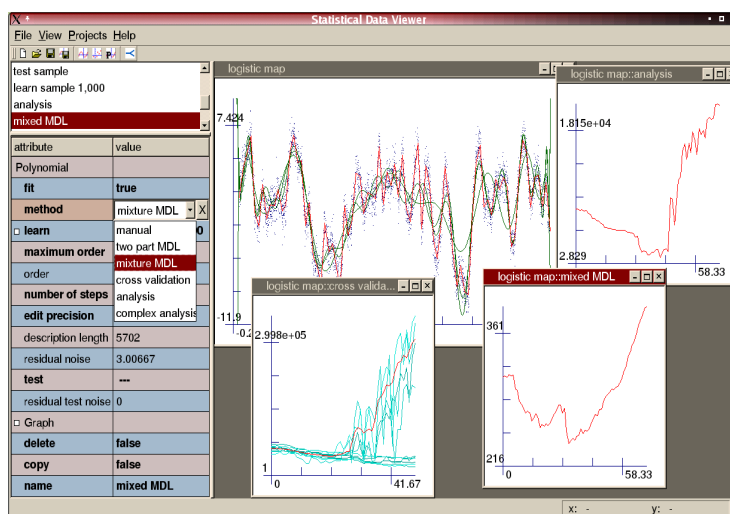 X Statistical Data Viewer
File View Projects Help
test sample
learn sample 1,000
analysis
mixed MDL
attribute value
Polynomial
fit true
method mixture MDL X
learn 0
manual
two part MDL
maximum order
mixture MDL
order
cross validation
number of steps
analysis
edit precision
complex analysis
description length 5702
residual noise 3.00667
test ---
residual test noise 0
Graph
delete false
copy false
name mixed MDL
logistic map
7.424
-11.9
-0.2
logistic map::analysis
1.815e+04
2.829
58.33
logistic map::cross valida...
2.998e+05
1
0 41.67
logistic map::mixed MDL
361
216
0 58.33
x: - y: -